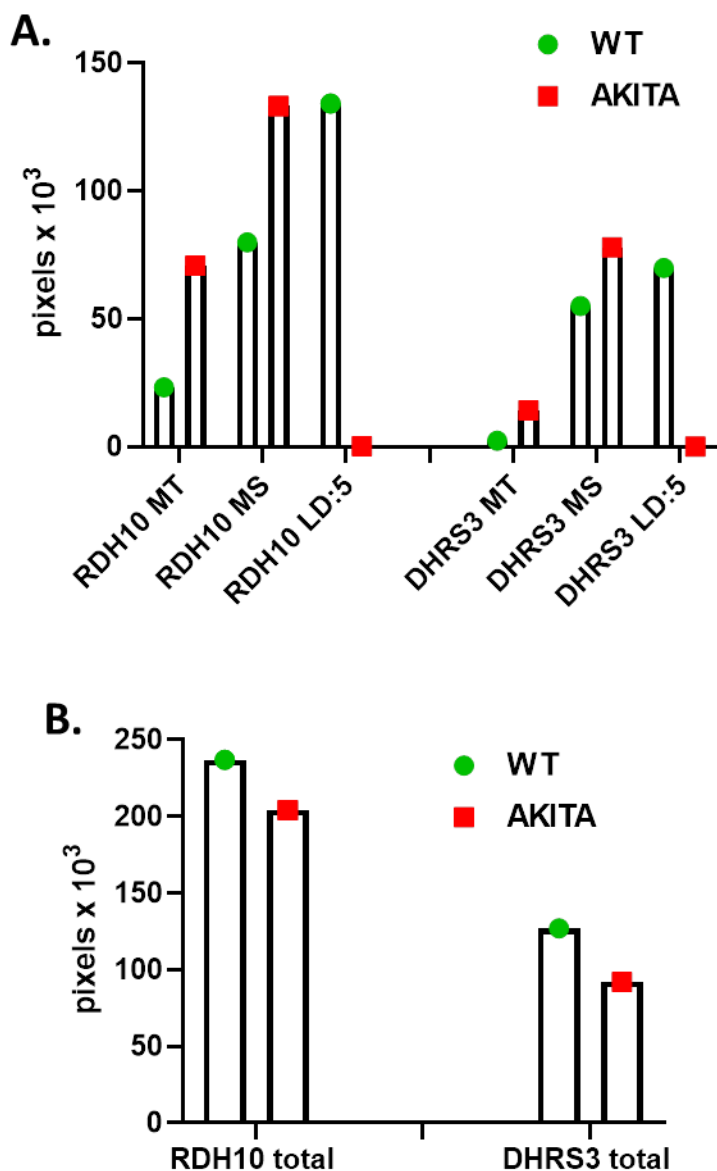 A.
WT
AKITA
150
100
50
0
pixels x 10³
RDH10 MT
RDH10 MS
RDH10 LD:5
DHRS3 MT
DHRS3 MS
DHRS3 LD:5
B.
WT
AKITA
250
200
150
100
50
0
pixels x 10³
RDH10 total
DHRS3 total